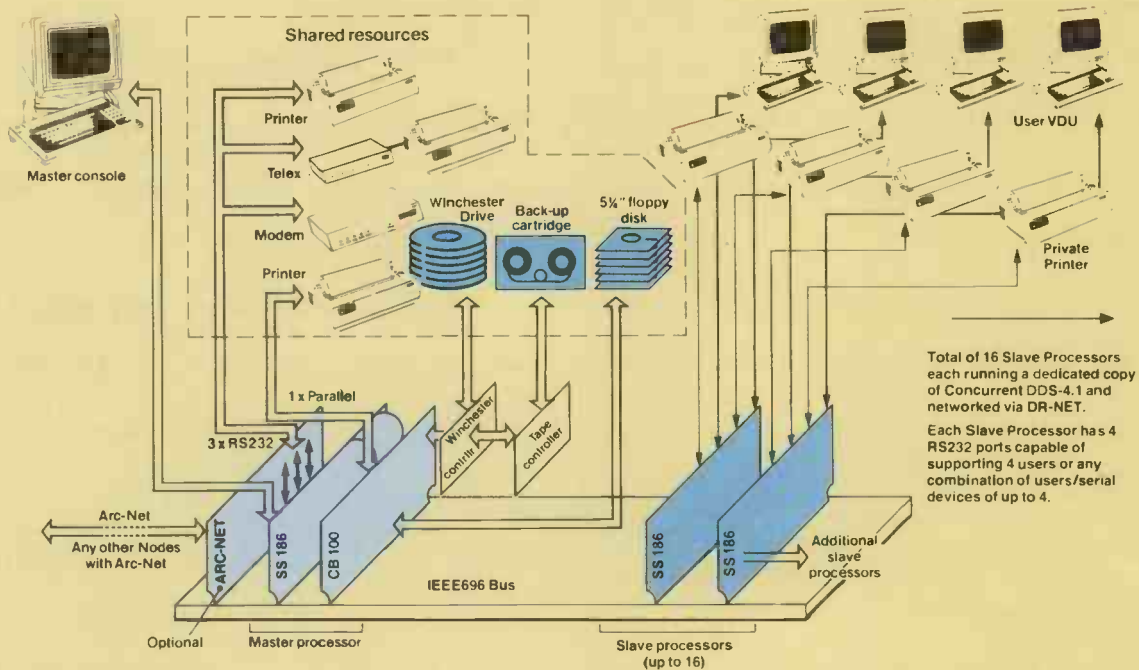 Shared resources
Printer
Telex
Modem
Printer
Master console
Winchester
Drive
Back-up
cartridge
5¼" floppy
disk
User VDU
Private
Printer
1 x Parallel
3 x RS232
Winchester
contrllr
Tape
controller
Total of 16 Slave Processors
each running a dedicated copy
of Concurrent DDS-4.1 and
networked via DR-NET.
Each Slave Processor has 4
RS232 ports capable of
supporting 4 users or any
combination of users/serial
devices of up to 4.
Arc-Net
Any other Nodes
with Arc-Net
ARC-NET
SS 186
CB 100
IEEE696 Bus
SS 186
SS 186
Additional
slave
processors
Optional
Master processor
Slave processors
(up to 16)